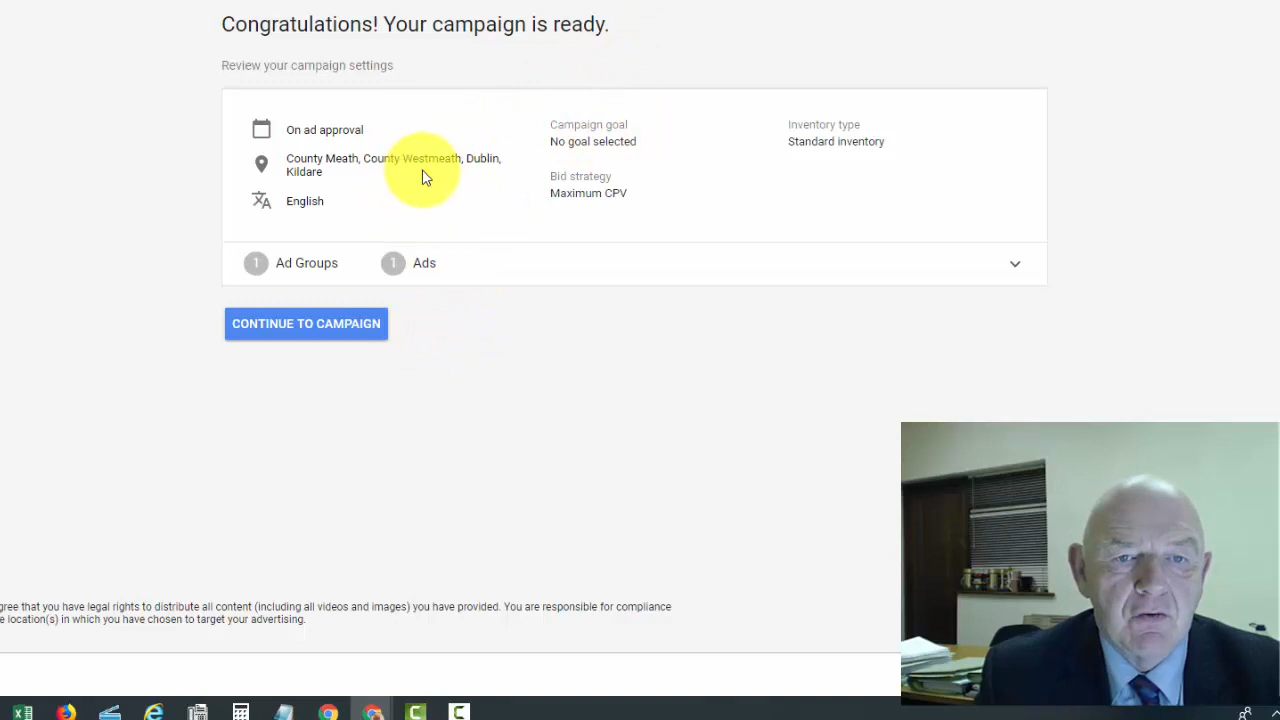 Congratulations! Your campaign is ready.
Review your campaign settings
On ad approval
County Meath, County Westmeath, Dublin,
Kildare
English
Campaign goal
No goal selected
Bid strategy
Maximum CPV
Inventory type
Standard inventory
1 Ad Groups
1 Ads
CONTINUE TO CAMPAIGN
gree that you have legal rights to distribute all content (including all videos and images) you have provided. You are responsible for compliance
e location(s) in which you have chosen to target your advertising.